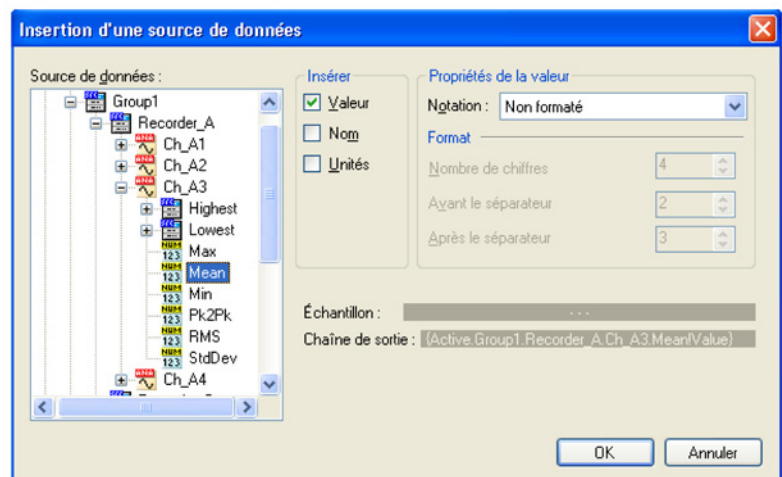 Insertion d'une source de données
Source de données :
Group1
Recorder_A
Ch_A1
Ch_A2
Ch_A3
Highest
Lowest
Max
Mean
Min
Pk2Pk
RMS
StdDev
Ch_A4
Insérer
Valeur
Nom
Unités
Propriétés de la valeur
Notation : Non formaté
Format
Nombre de chiffres 4
Avant le séparateur 2
Après le séparateur 3
Échantillon : ...
Chaîne de sortie : {Active.Group1.Recorder_A.Ch_A3.Mean!Value}
OK Annuler